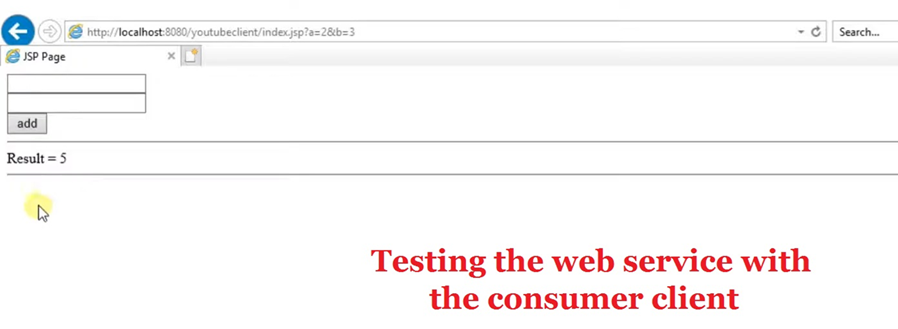 http://localhost:8080/youtubeclient/index.jsp?a=2&b=3
Search...
JSP Page
add
Result = 5
Testing the web service with
the consumer client